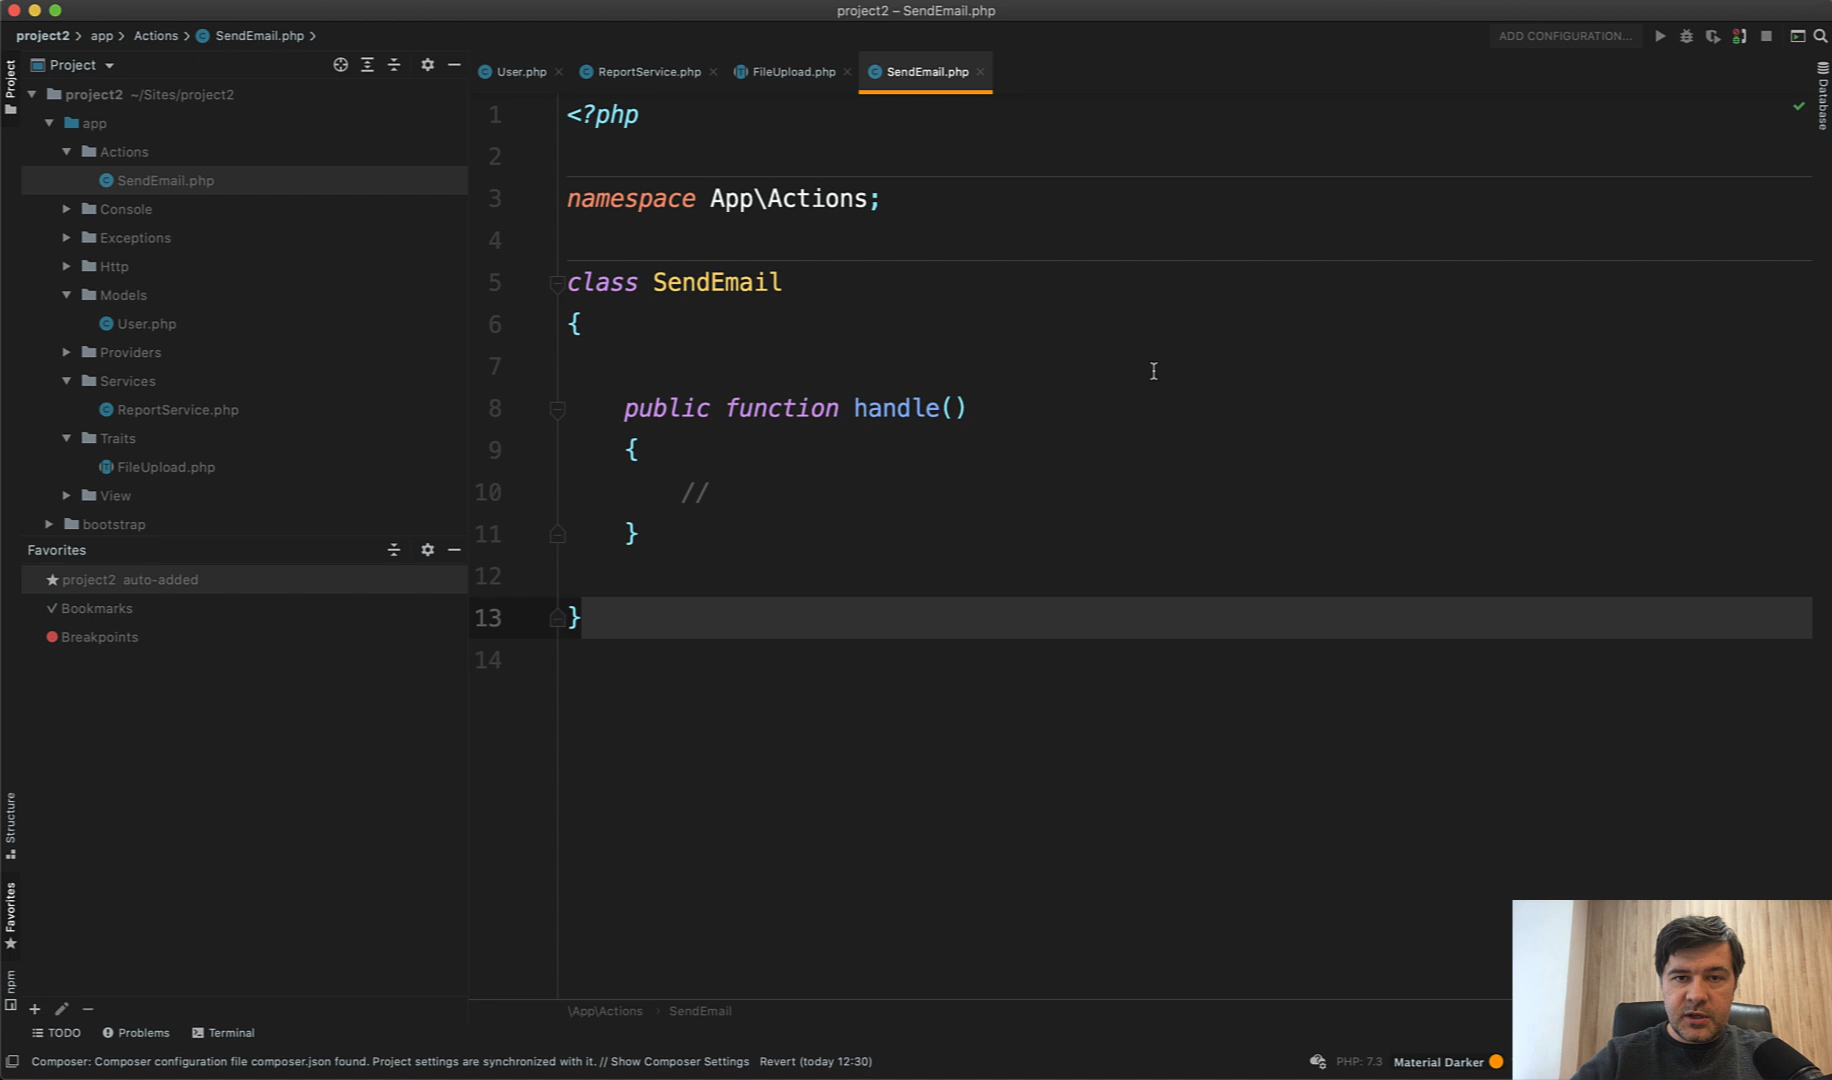 project2 – SendEmail.php
project2 > app > Actions > SendEmail.php >
ADD CONFIGURATION...
Project
Project
User.php
ReportService.php
FileUpload.php
SendEmail.php
Database
project2 ~/Sites/project2
app
Actions
SendEmail.php
Console
Exceptions
Http
Models
User.php
Providers
Services
ReportService.php
Traits
FileUpload.php
View
bootstrap
1 <?php
2
3 namespace App\Actions;
4
5 class SendEmail
6 {
7
8 public function handle()
9 {
10 //
11 }
12
13 }
14
Favorites
project2 auto-added
Bookmarks
Breakpoints
Structure
Favorites
npm
\App\Actions > SendEmail
TODO
Problems
Terminal
Composer: Composer configuration file composer.json found. Project settings are synchronized with it. // Show Composer Settings Revert (today 12:30)
PHP: 7.3
Material Darker